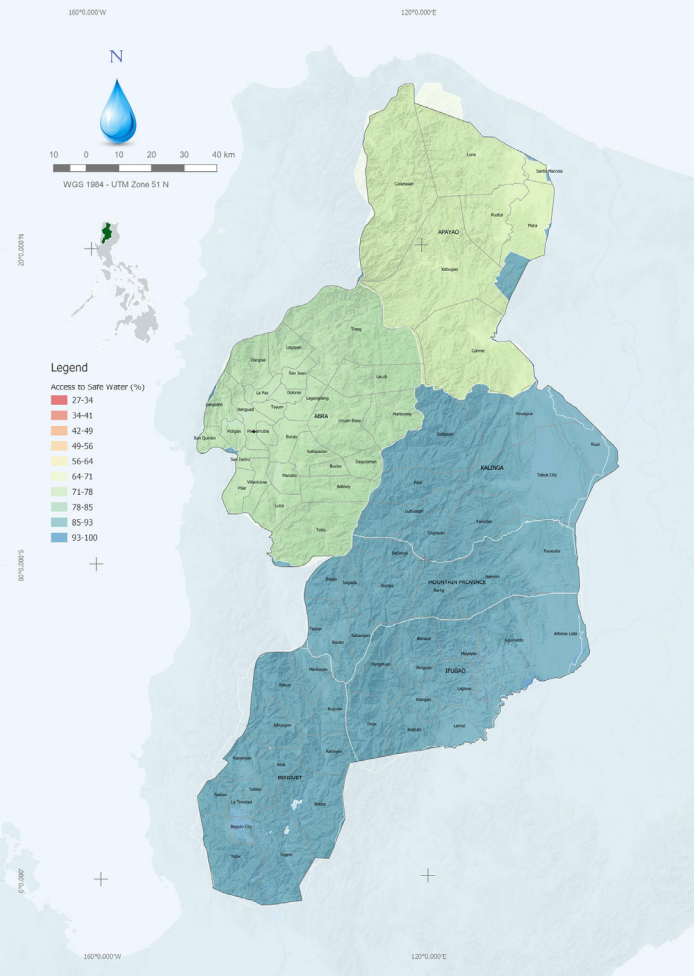 160°0.000'W
120°0.000'E
N
10 0 10 20 30 40 km
WGS 1984 - UTM Zone 51 N
20°0.000'N
Legend
Access to Safe Water (%)
27-34
34-41
42-49
49-56
56-64
64-71
71-78
78-85
85-93
93-100
Luna
Santa Marcela
Calanasan
Pudtol
Flora
APAYAO
Kabugao
Conner
Tineg
Lagayan
Danglas
San Juan
Lacub
La Paz
Dolores
Lagangilang
Bangued
Tayum
Malibcong
ABRA
Licuan-Baay
Pidigan
Peñarrubia
Bucay
San Quintin
Sallapadan
San Isidro
Daguioman
Bucloc
Manabo
Villaviciosa
Boliney
Pilar
Luba
Tubo
Pinukpuk
Balbalan
Rizal
KALINGA
Tabuk City
Pasil
Lubuagan
Tanudan
Tinglayan
Sadanga
Paracelis
Besao
Sagada
Bontoc
MOUNTAIN PROVINCE
Natonin
Barlig
Tadian
Bauko
Sabangan
Banaue
Aguinaldo
Alfonso Lista
Mayoyao
Hungduan
Hingyon
IFUGAO
Lagawe
Kiangan
Tinoc
Asipulo
Lamut
Mankayan
Bakun
Buguias
Kibungan
Kabayan
Kapangan
Atok
BENGUET
Tublay
Sablan
La Trinidad
Bokod
Baguio City
Tuba
Itogon
0°0.000'
160°0.000'W
120°0.000'E